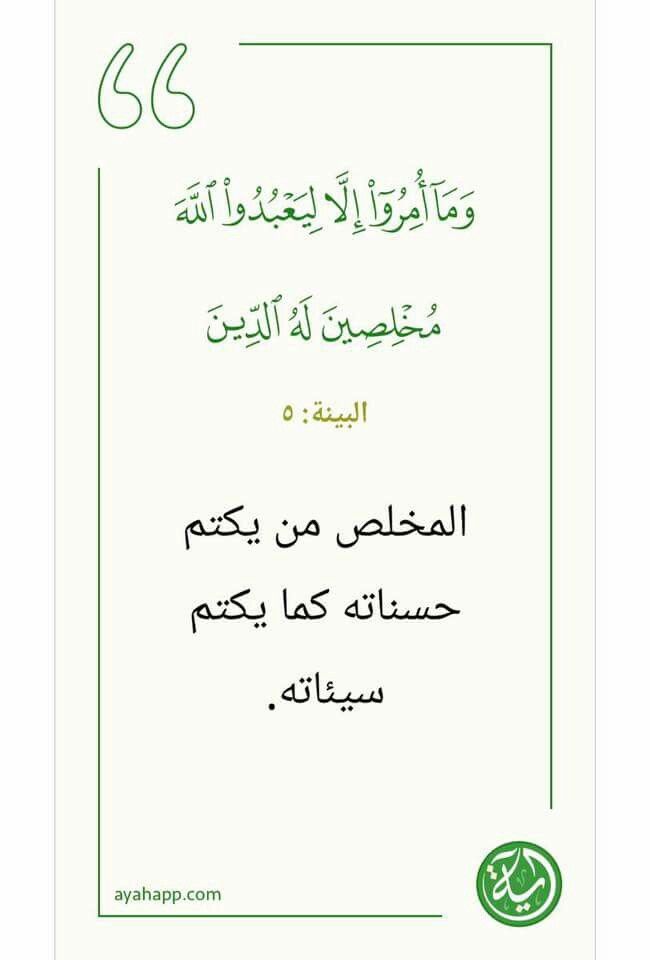 وَمَآ أُمِرُوٓا۟ إِلَّا لِيَعْبُدُوا۟ ٱللَّهَ
مُخْلِصِينَ لَهُ ٱلدِّينَ
البينة: ٥
المخلص من يكتم
حسناته كما يكتم
سيئاته.
آية
ayahapp.com